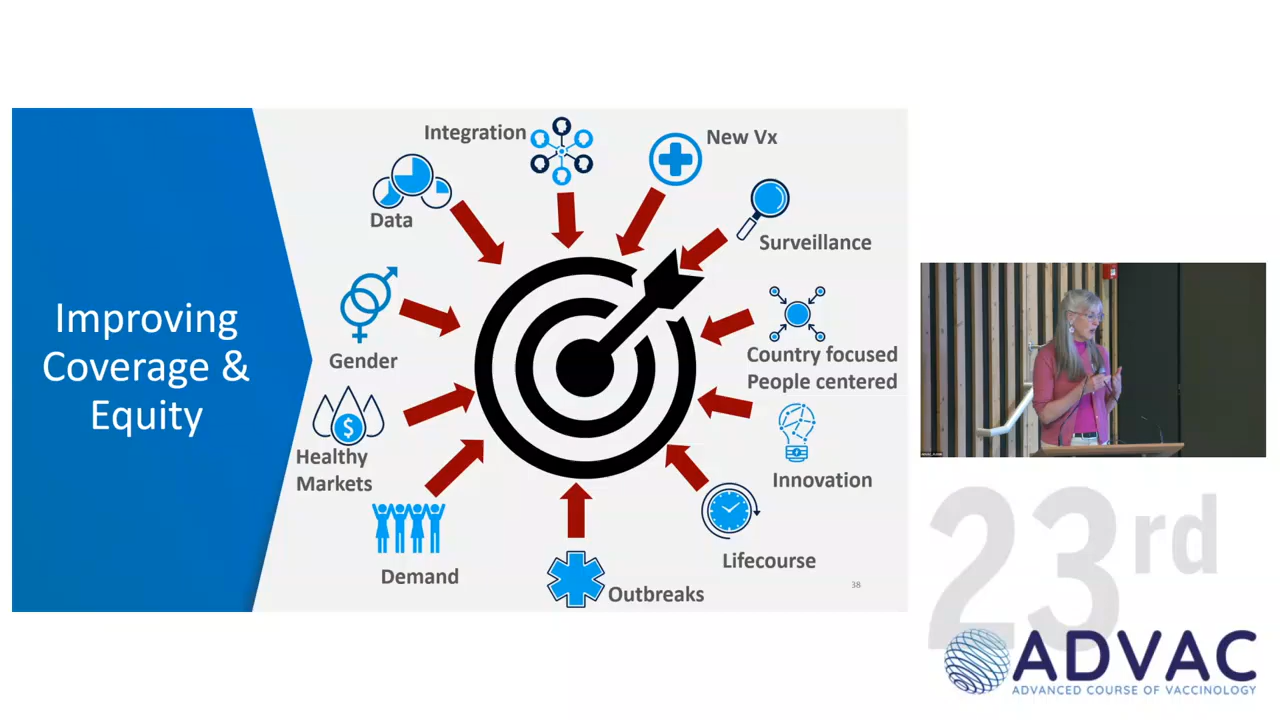 Improving
Coverage &
Equity
Integration
New Vx
Data
Surveillance
Gender
Country focused
People centered
Healthy
Markets
Innovation
Demand
Lifecourse
Outbreaks
$
38
23rd
ADVAC
ADVANCED COURSE OF VACCINOLOGY